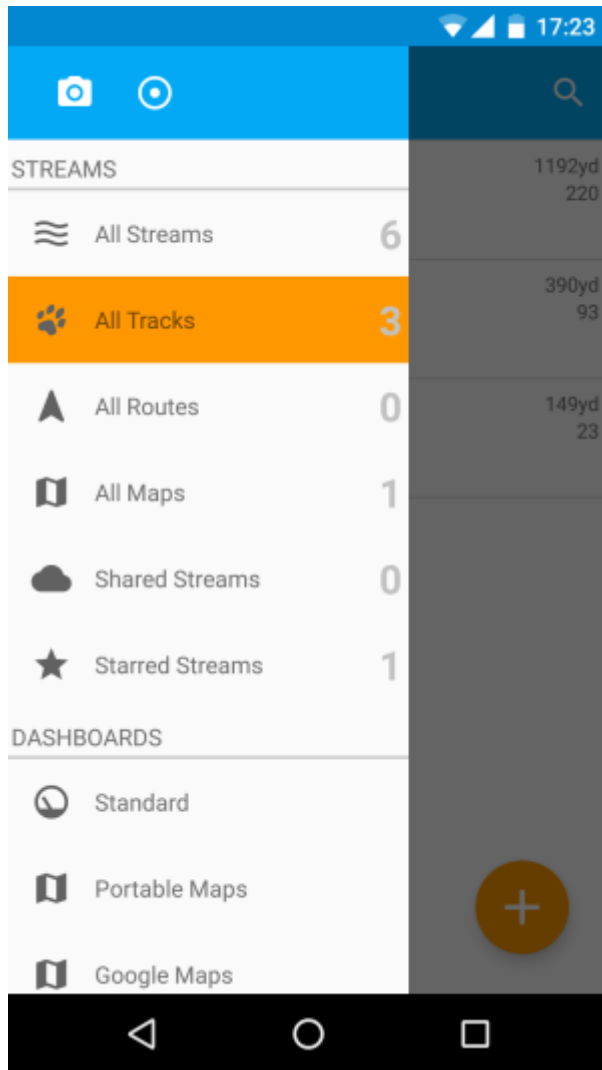 17:23
STREAMS
All Streams 6
All Tracks 3
All Routes 0
All Maps 1
Shared Streams 0
Starred Streams 1
DASHBOARDS
Standard
Portable Maps
Google Maps
1192yd
220
390yd
93
149yd
23